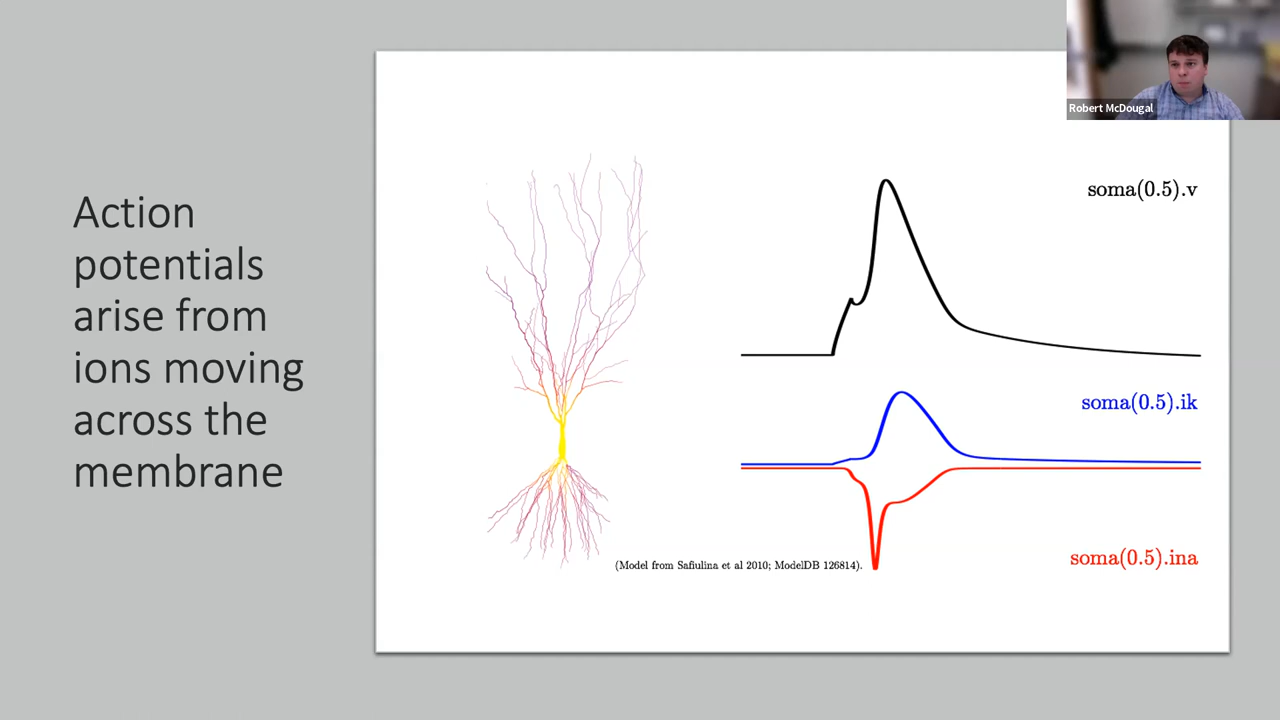 Action
potentials
arise from
ions moving
across the
membrane
Robert McDougal
soma(0.5).v
soma(0.5).ik
soma(0.5).ina
(Model from Safiulina et al 2010; ModelDB 126814).